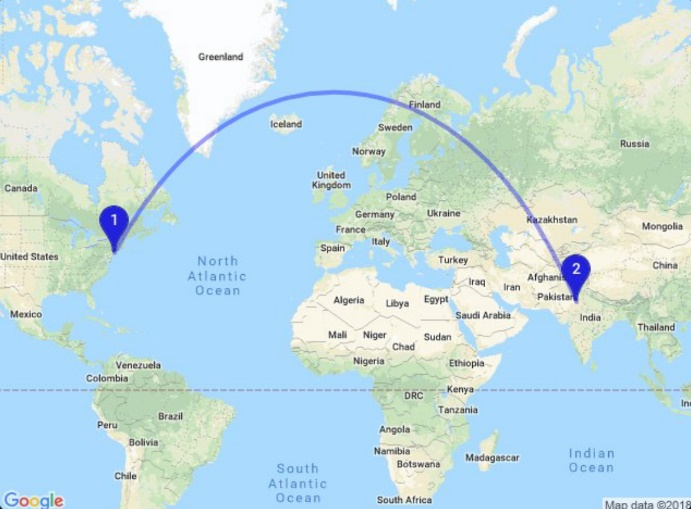 Greenland
Iceland
Finland
Sweden
Norway
Russia
United
Kingdom
Canada
Poland
Germany
Ukraine
Kazakhstan
France
Mongolia
1
United States
Spain
Italy
Turkey
China
North
Atlantic
Ocean
2
Iraq
Iran
Afghanis
Pakistan
Algeria
Libya
Egypt
Mexico
Saudi Arabia
India
Thailand
Mali
Niger
Chad
Sudan
Venezuela
Nigeria
Ethiopia
Colombia
DRC
Kenya
In
Tanzania
Peru
Brazil
Angola
Bolivia
Namibia
Botswana
Madagascar
Indian
Ocean
Chile
South
Atlantic
Ocean
South Africa
Google
Map data ©2018